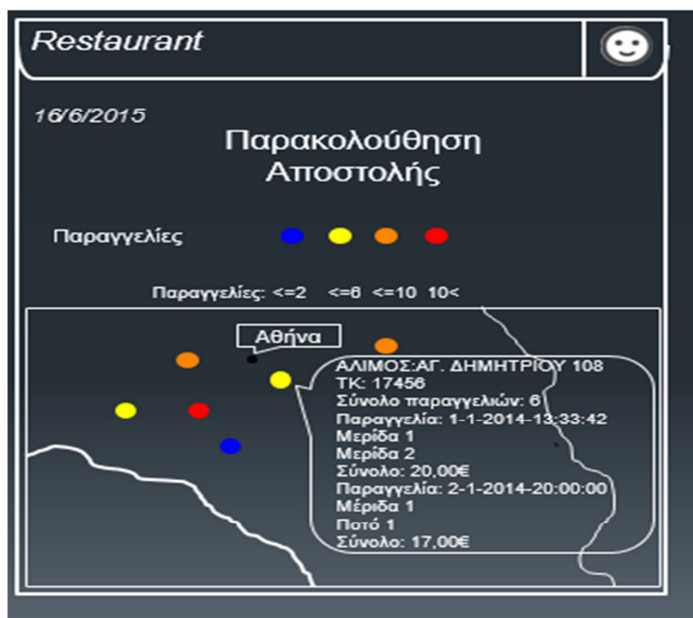 Restaurant
16/6/2015
Παρακολούθηση
Αποστολής
Παραγγελίες
Παραγγελίες: <=2 <=6 <=10 10<
Αθήνα
ΑΛΙΜΟΣ:ΑΓ. ΔΗΜΗΤΡΙΟΥ 108
ΤΚ: 17456
Σύνολο παραγγελιών: 6
Παραγγελία: 1-1-2014-13:33:42
Μερίδα 1
Μερίδα 2
Σύνολο: 20,00€
Παραγγελία: 2-1-2014-20:00:00
Μέριδα 1
Ποτό 1
Σύνολο: 17,00€